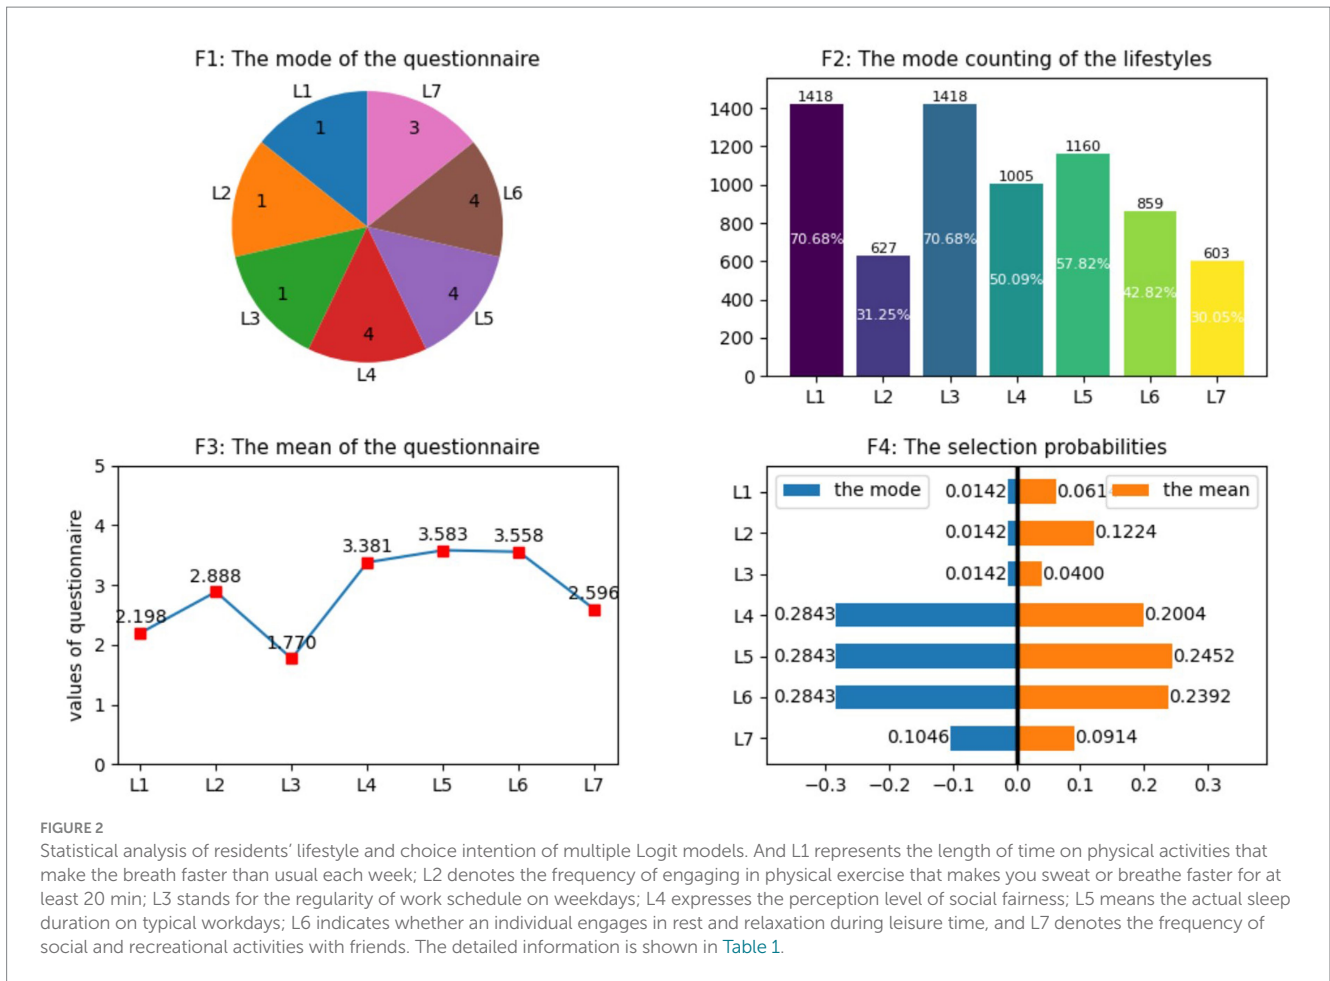 F1: The mode of the questionnaire
L1
L7
1
3
L2
1
4
L6
1
4
L3
4
L5
L4
F2: The mode counting of the lifestyles
1418
1418
1400
1160
1200
1005
1000
859
800
627
603
70.68%
70.68%
600
57.82%
50.09%
400
42.82%
31.25%
30.05%
200
0
L1 L2 L3 L4 L5 L6 L7
F3: The mean of the questionnaire
values of questionnaire
5
4
3
2
1
0
2.198
2.888
1.770
3.381
3.583
3.558
2.596
L1 L2 L3 L4 L5 L6 L7
F4: The selection probabilities
the mode
the mean
L1 0.0142 0.061
L2 0.0142 0.1224
L3 0.0142 0.0400
L4 0.2843 0.2004
L5 0.2843 0.2452
L6 0.2843 0.2392
L7 0.1046 0.0914
−0.3 −0.2 −0.1 0.0 0.1 0.2 0.3
FIGURE 2
Statistical analysis of residents’ lifestyle and choice intention of multiple Logit models. And L1 represents the length of time on physical activities that
make the breath faster than usual each week; L2 denotes the frequency of engaging in physical exercise that makes you sweat or breathe faster for at
least 20 min; L3 stands for the regularity of work schedule on weekdays; L4 expresses the perception level of social fairness; L5 means the actual sleep
duration on typical workdays; L6 indicates whether an individual engages in rest and relaxation during leisure time, and L7 denotes the frequency of
social and recreational activities with friends. The detailed information is shown in Table 1.